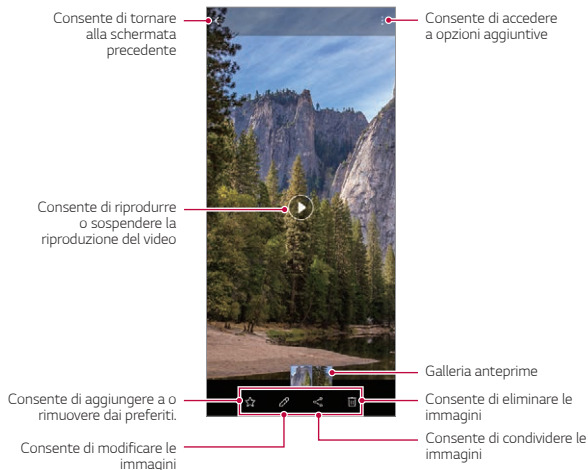 Consente di tornare
alla schermata
precedente
Consente di accedere
a opzioni aggiuntive
Consente di riprodurre
o sospendere la
riproduzione del video
Galleria anteprime
Consente di aggiungere a o
rimuovere dai preferiti.
Consente di eliminare le
immagini
Consente di modificare le
immagini
Consente di condividere le
immagini